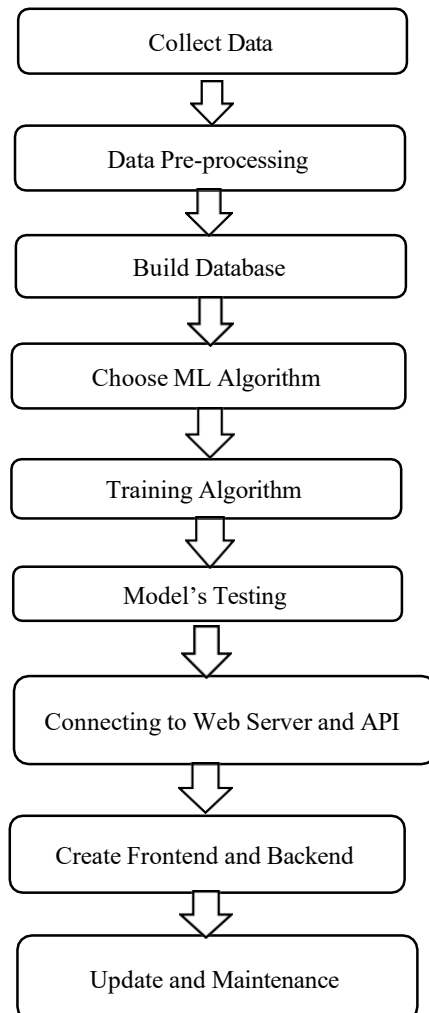 Collect Data
Data Pre-processing
Build Database
Choose ML Algorithm
Training Algorithm
Model’s Testing
Connecting to Web Server and API
Create Frontend and Backend
Update and Maintenance